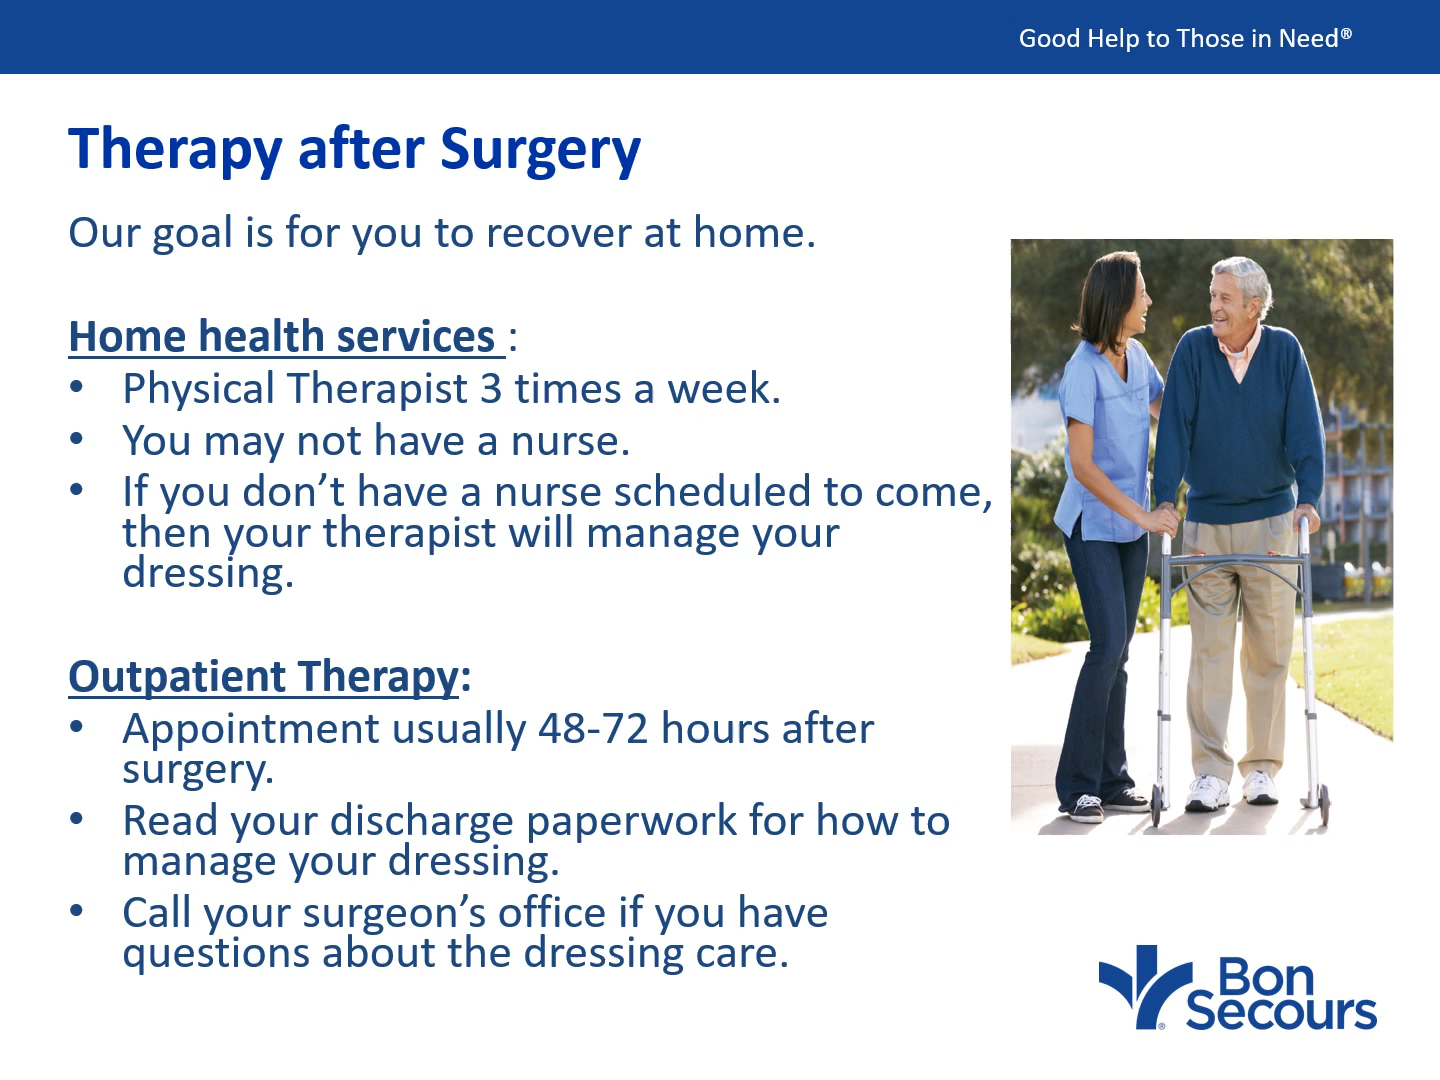 Good Help to Those in Need®
Therapy after Surgery
Our goal is for you to recover at home.
Home health services :
• Physical Therapist 3 times a week.
• You may not have a nurse.
• If you don’t have a nurse scheduled to come,
then your therapist will manage your
dressing.
Outpatient Therapy:
• Appointment usually 48-72 hours after
surgery.
• Read your discharge paperwork for how to
manage your dressing.
• Call your surgeon’s office if you have
questions about the dressing care.
Bon
Secours
®